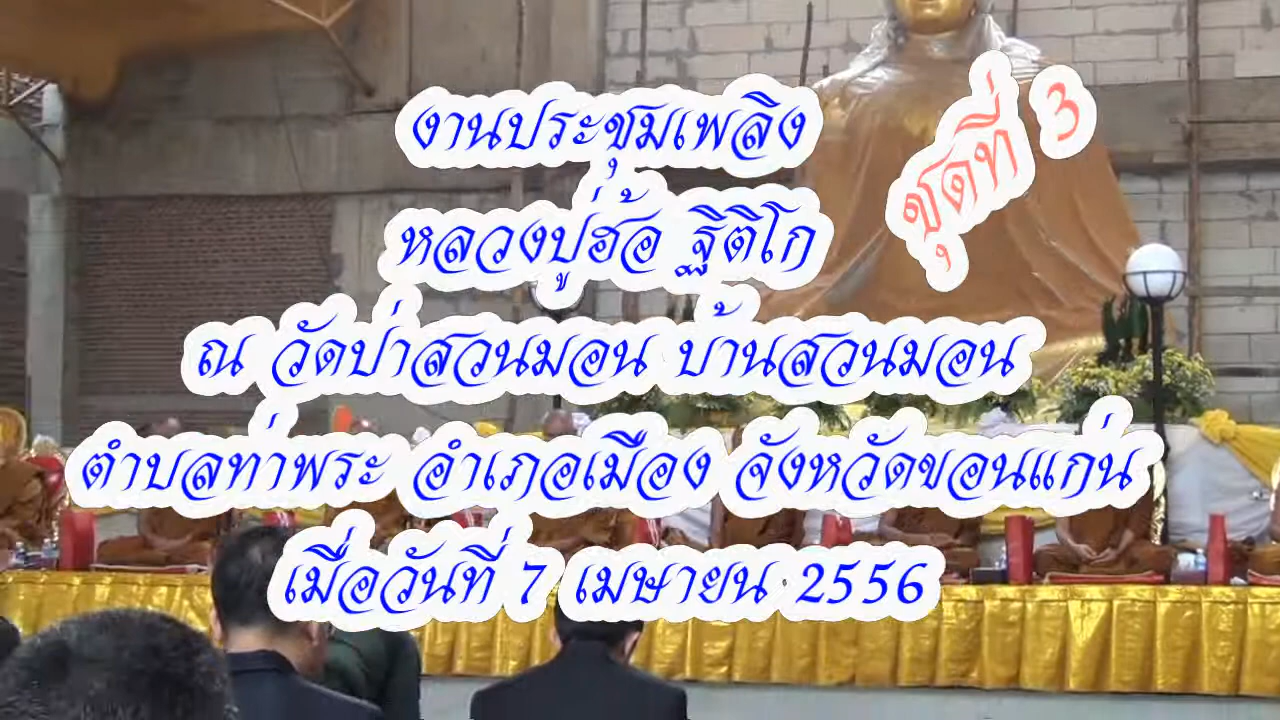 งานประชุมเพลิง
ชุดที่ 3
หลวงปู่ฮ้อ ฐิติโก
ณ วัดป่าสวนมอน บ้านสวนมอน
ตำบลท่าพระ อำเภอเมือง จังหวัดขอนแก่น
เมื่อวันที่ 7 เมษายน 2556